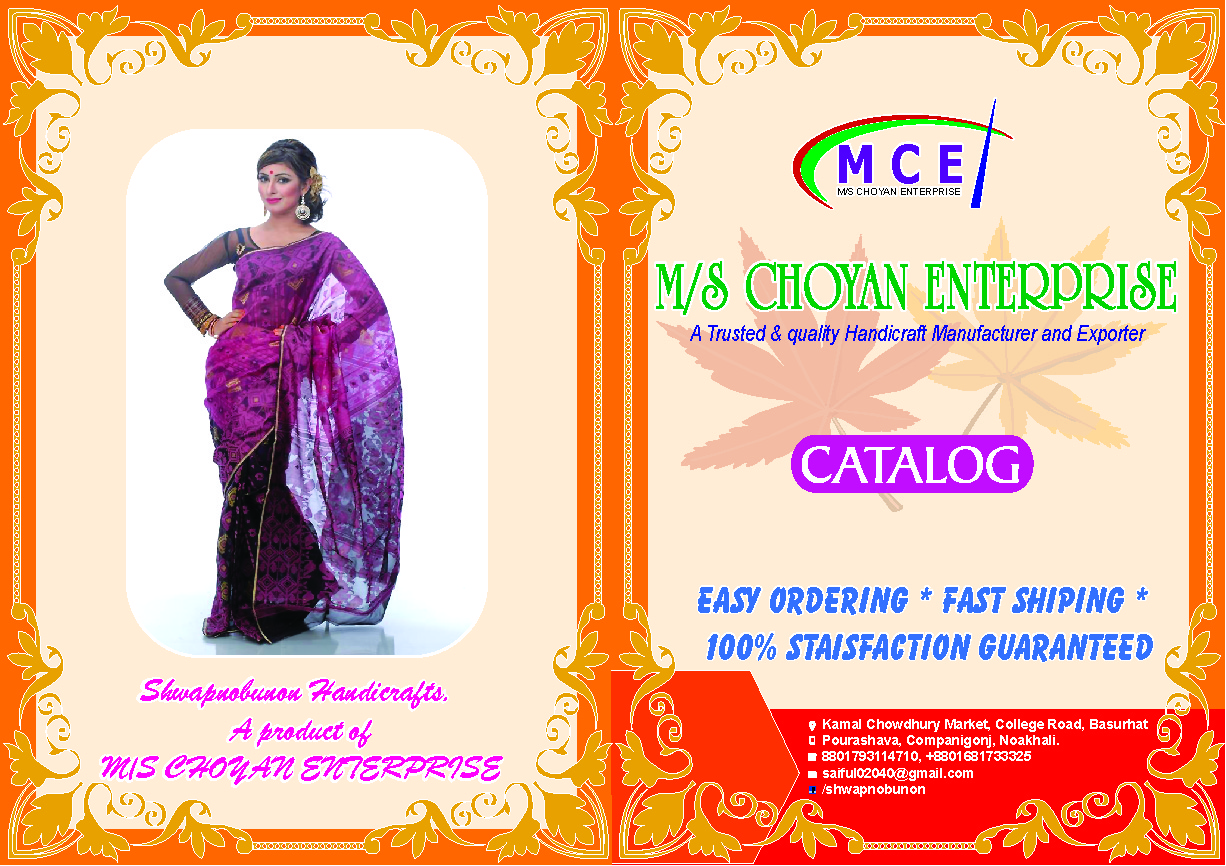 Shwapnobunon Handicrafts.
A product of
M/S CHOYAN ENTERPRISE
M C E
M/S CHOYAN ENTERPRISE
M/S CHOYAN ENTERPRISE
A Trusted & quality Handicraft Manufacturer and Exporter
CATALOG
EASY ORDERING * FAST SHIPING *
100% STAISFACTION GUARANTEED
Kamal Chowdhury Market, College Road, Basurhat
Pourashava, Companigonj, Noakhali.
8801793114710, +8801681733325
saiful02040@gmail.com
/shwapnobunon